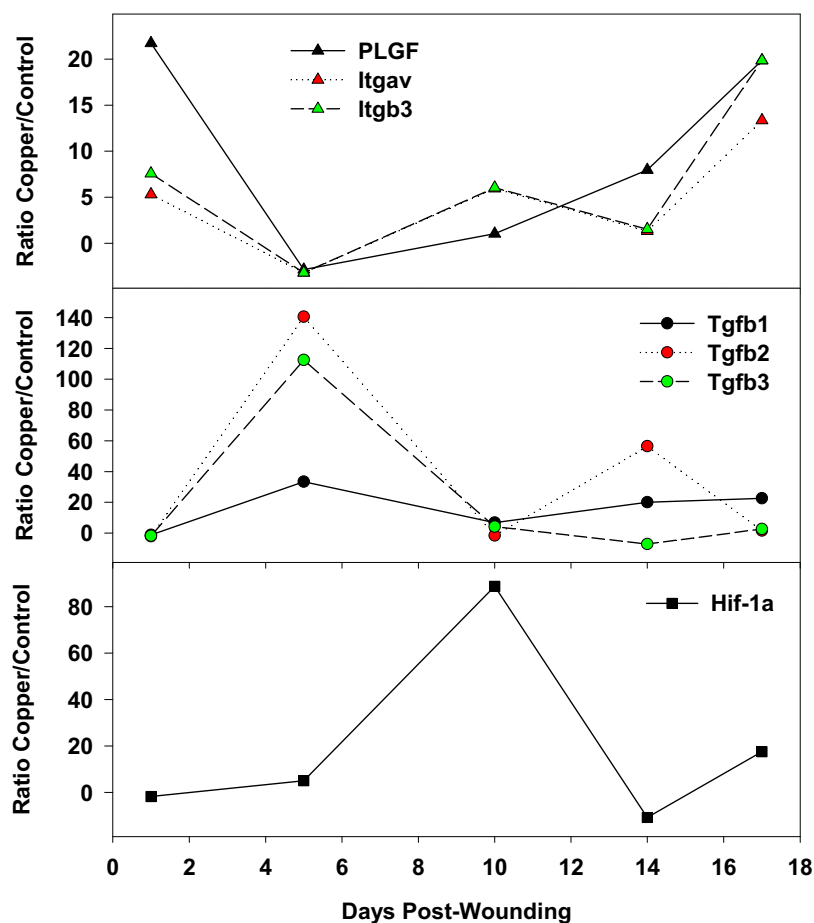 Ratio Copper/Control
20
15
10
5
0
PLGF
Itgav
Itgb3
Ratio Copper/Control
140
120
100
80
60
40
20
0
Tgfb1
Tgfb2
Tgfb3
Ratio Copper/Control
80
60
40
20
0
Hif-1a
0 2 4 6 8 10 12 14 16 18
Days Post-Wounding